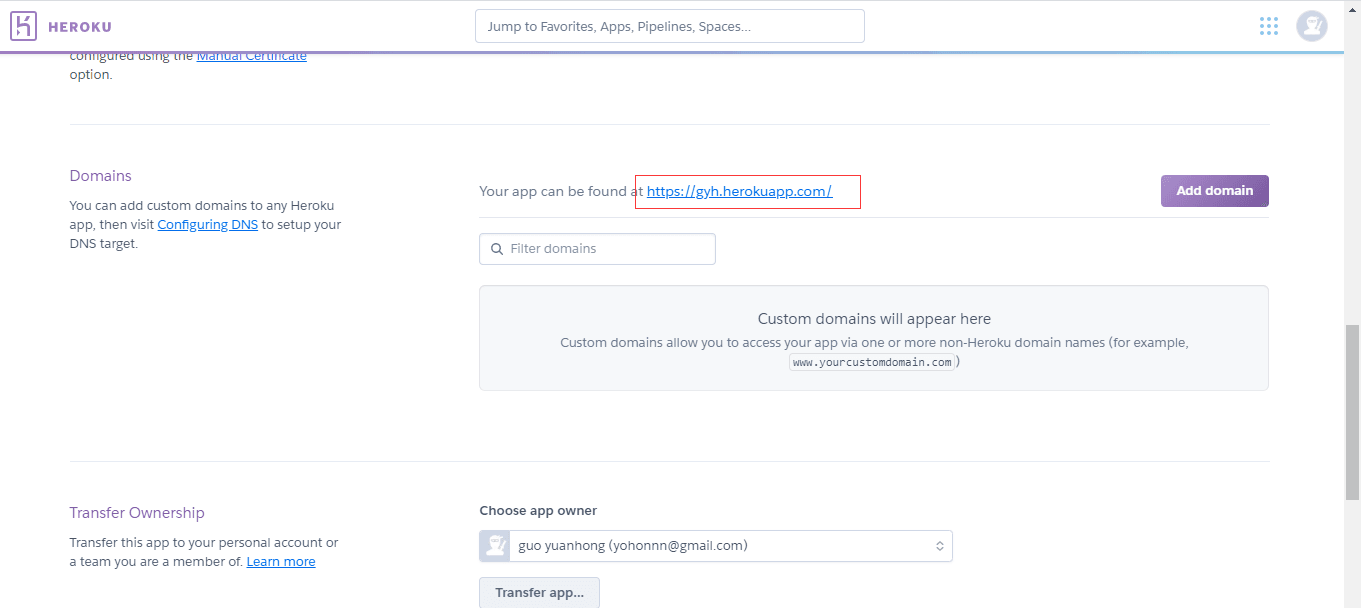 HEROKU
Jump to Favorites, Apps, Pipelines, Spaces...
configured using the Manual Certificate
option.
Domains
You can add custom domains to any Heroku
app, then visit Configuring DNS to setup your
DNS target.
Your app can be found at https://gyh.herokuapp.com/
Add domain
Filter domains
Custom domains will appear here
Custom domains allow you to access your app via one or more non-Heroku domain names (for example,
www.yourcustomdomain.com)
Transfer Ownership
Transfer this app to your personal account or
a team you are a member of. Learn more
Choose app owner
guo yuanhong (yohonnn@gmail.com)
Transfer app...